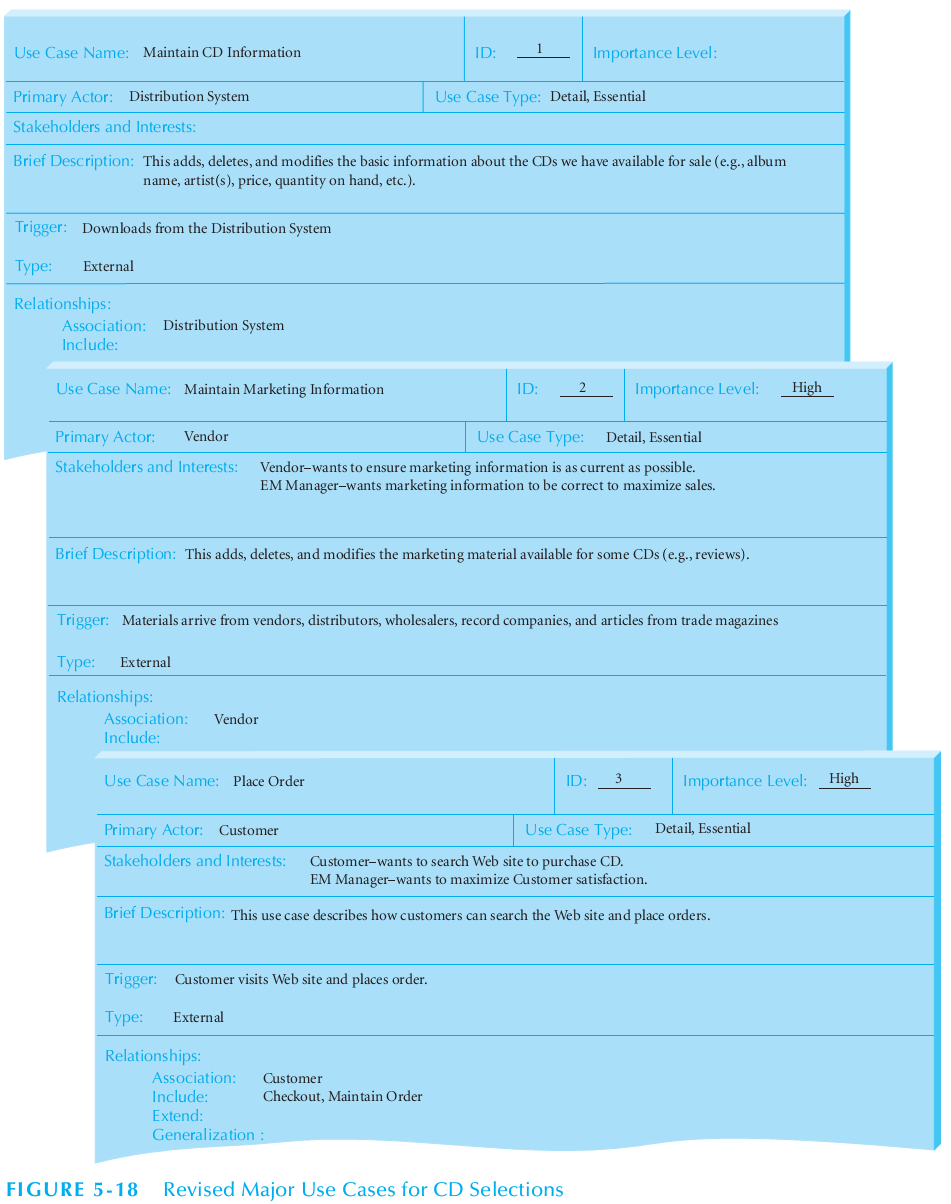 Use Case Name: Maintain CD Information ID: 1 Importance Level:
Primary Actor: Distribution System Use Case Type: Detail, Essential
Stakeholders and Interests:
Brief Description: This adds, deletes, and modifies the basic information about the CDs we have available for sale (e.g., album
name, artist(s), price, quantity on hand, etc.).
Trigger: Downloads from the Distribution System
Type: External
Relationships:
Association: Distribution System
Include:
Use Case Name: Maintain Marketing Information ID: 2 Importance Level: High
Primary Actor: Vendor Use Case Type: Detail, Essential
Stakeholders and Interests: Vendor–wants to ensure marketing information is as current as possible.
EM Manager–wants marketing information to be correct to maximize sales.
Brief Description: This adds, deletes, and modifies the marketing material available for some CDs (e., reviews).
Trigger: Materials arrive from vendors, distributors, wholesalers, record companies, and articles from trade magazines
Type: External
Relationships:
Association: Vendor
Include:
Use Case Name: Place Order ID: 3 Importance Level: High
Primary Actor: Customer Use Case Type: Detail, Essential
Stakeholders and Interests: Customer–wants to search Web site to purchase CD.
EM Manager–wants to maximize Customer satisfaction.
Brief Description: This use case describes how customers can search the Web site and place orders.
Trigger: Customer visits Web site and places order.
Type: External
Relationships:
Association: Customer
Include: Checkout, Maintain Order
Extend:
Generalization :
FIGURE 5-18 Revised Major Use Cases for CD Selections